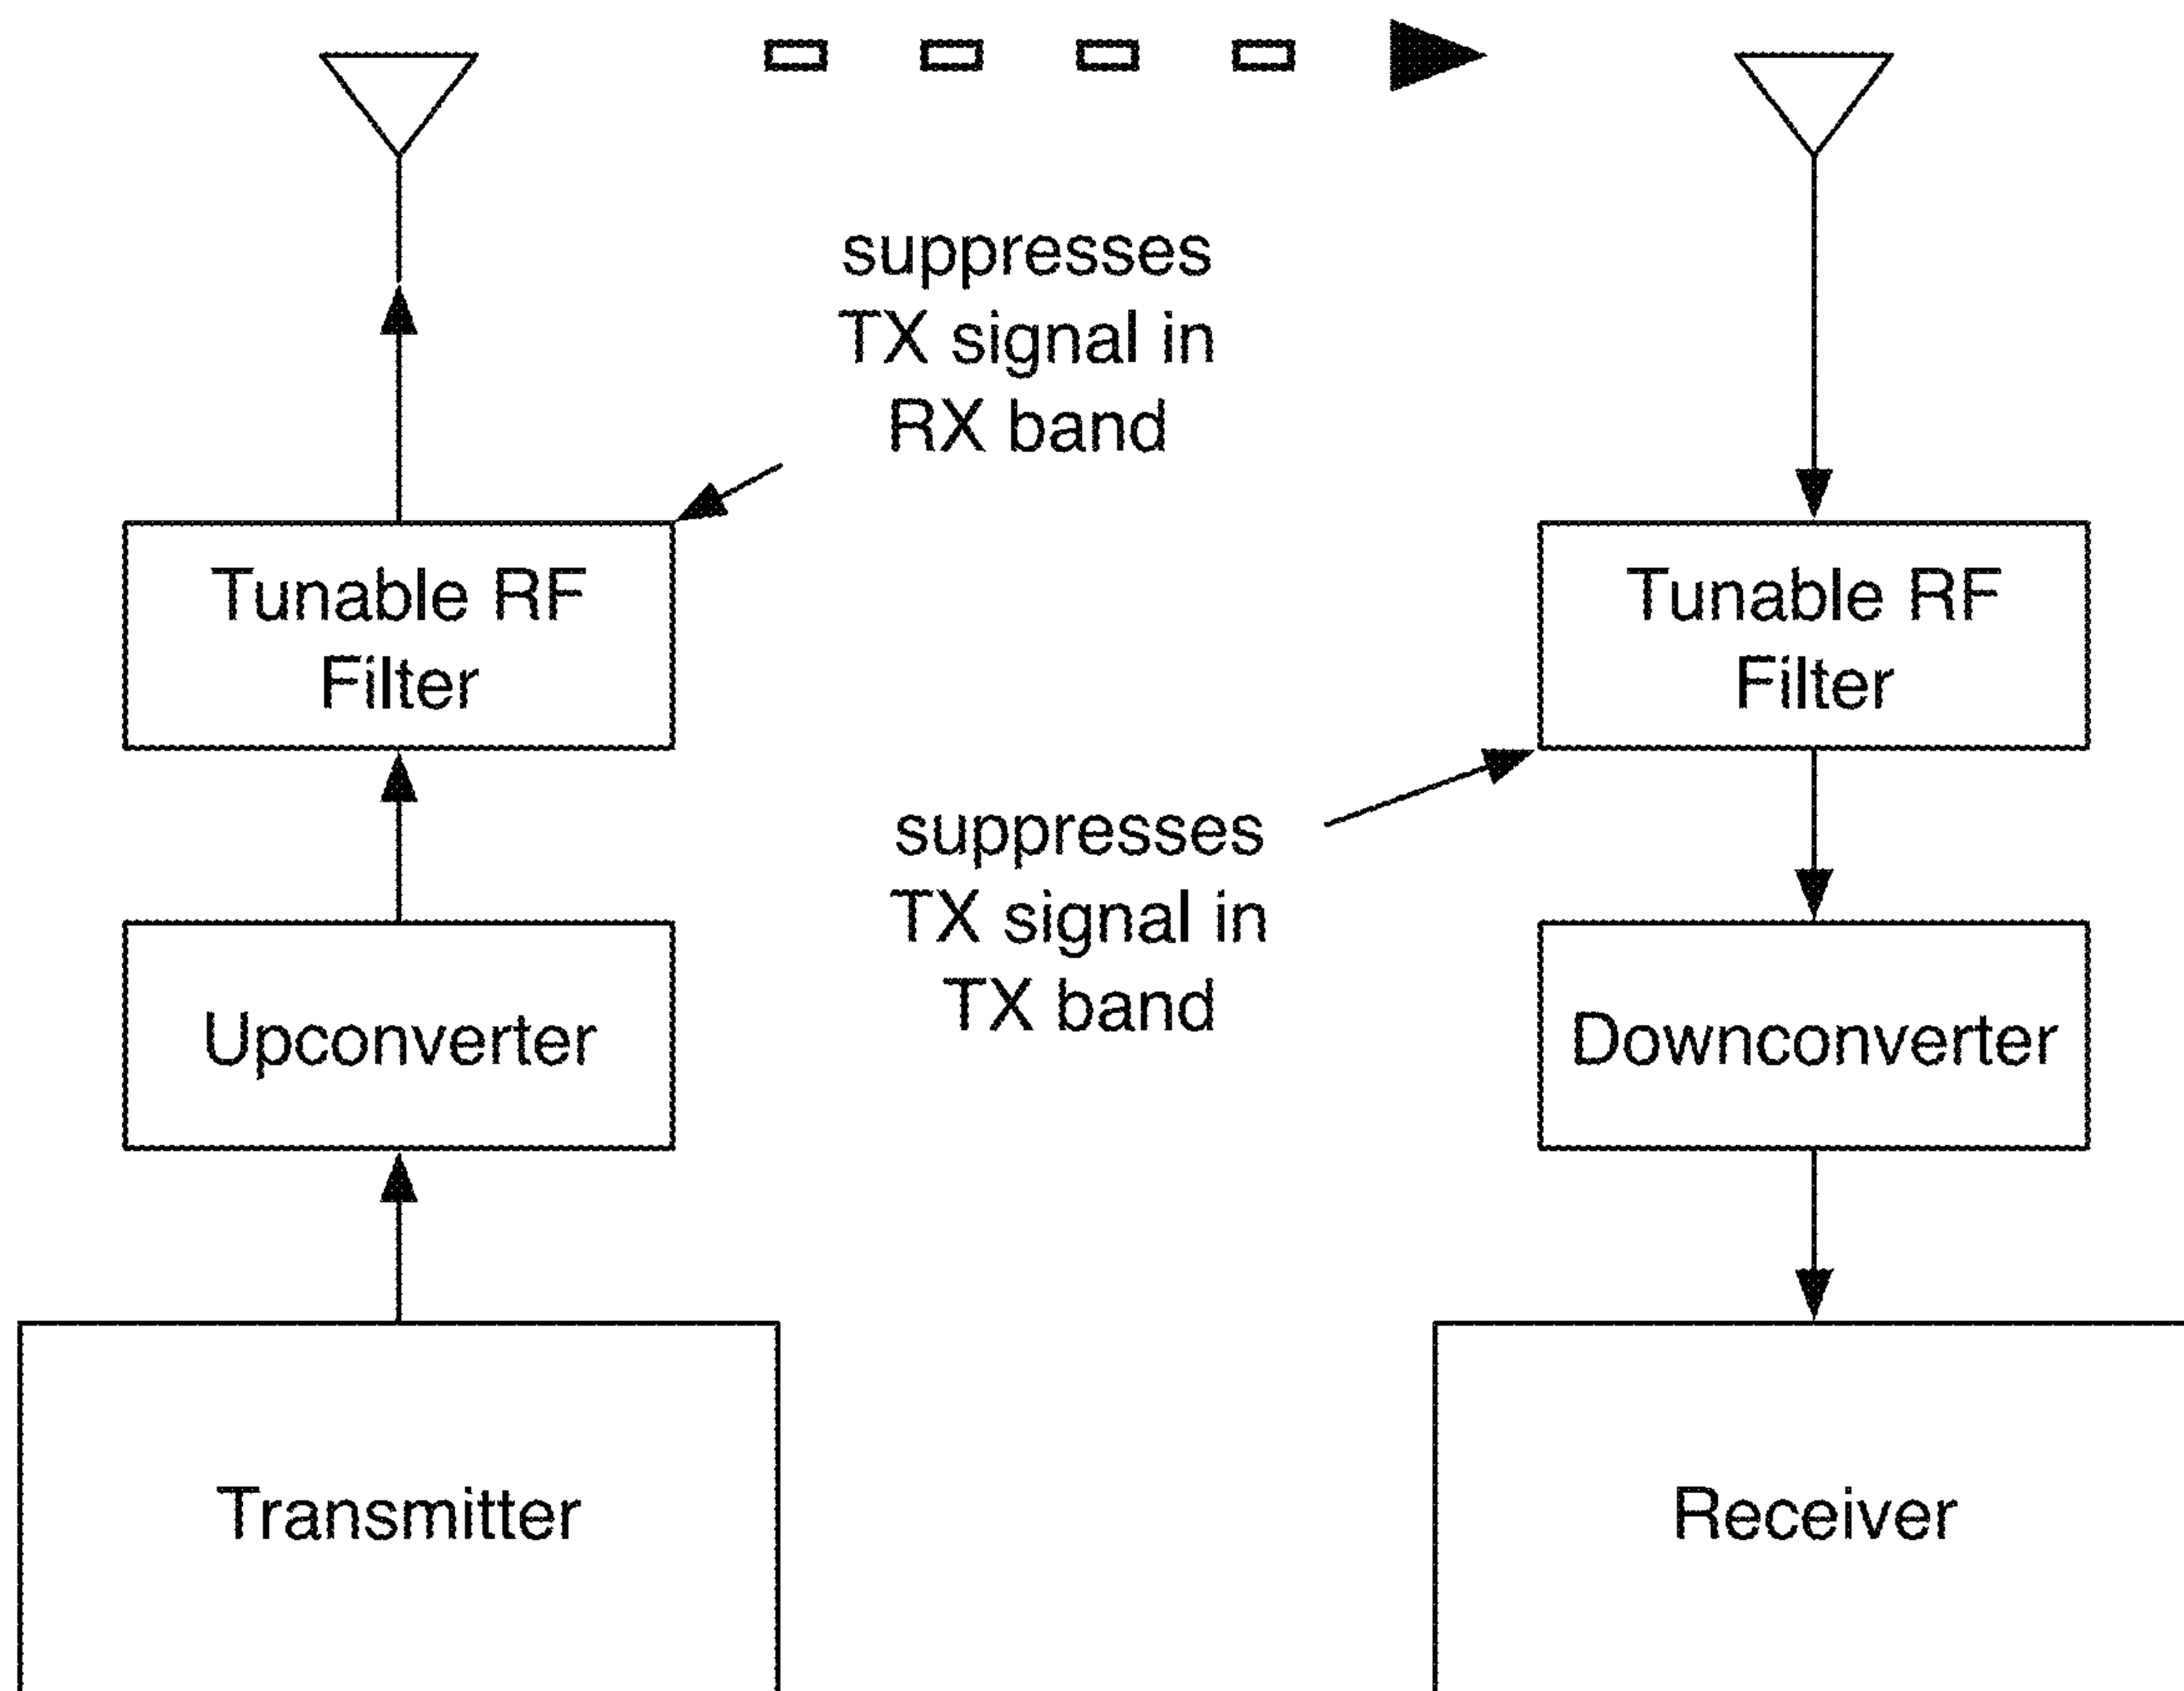 suppresses
TX signal in
RX band
Tunable RF
Filter
Tunable RF
Filter
suppresses
TX signal in
TX band
Upconverter
Downconverter
Transmitter
Receiver